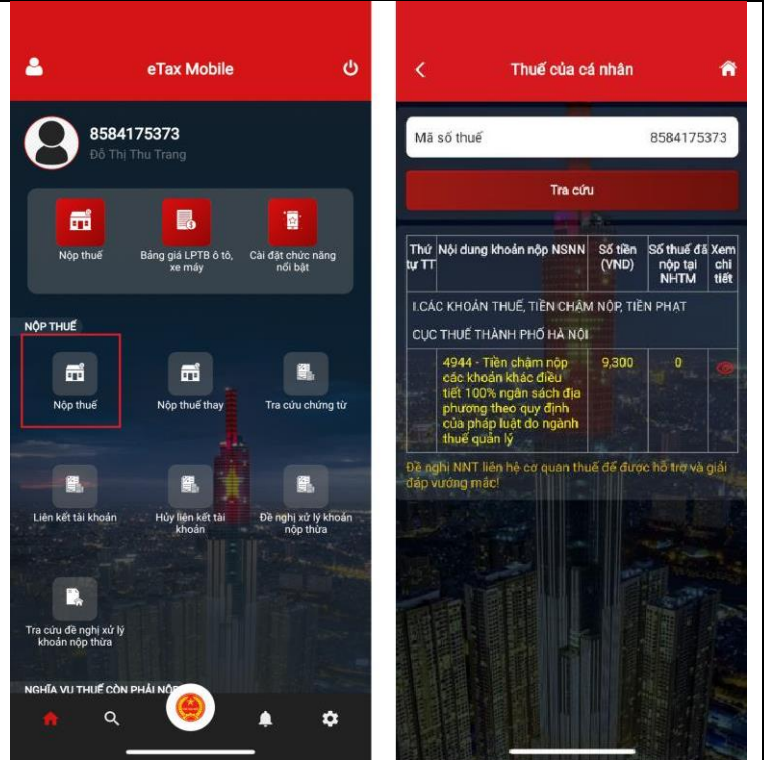 eTax Mobile
8584175373
Đỗ Thị Thu Trang
Nộp thuế
Bảng giá LPTB ô tô,
xe máy
Cài đặt chức năng
nổi bật
NỘP THUẾ
Nộp thuế
Nộp thuế thay
Tra cứu chứng từ
Liên kết tài khoản
Hủy liên kết tài
khoản
Đề nghị xử lý khoản
nộp thừa
Tra cứu đề nghị xử lý
khoản nộp thừa
NGHĨA VỤ THUẾ CÒN PHẢI NỘP
Thuế của cá nhân
Mã số thuế
8584175373
Tra cứu
Thứ
tự TT
Nội dung khoản nộp NSNN
Số tiền
(VND)
Số thuế đã
nộp tại
NHTM
Xem
chi
tiết
I.CÁC KHOẢN THUẾ, TIỀN CHẬM NỘP, TIỀN PHẠT
CỤC THUẾ THÀNH PHỐ HÀ NỘI
4944 - Tiền chậm nộp
các khoản khác điều
tiết 100% ngân sách địa
phương theo quy định
của pháp luật do ngành
thuế quản lý
9,300
0
Đề nghị NNT liên hệ cơ quan thuế để được hỗ trợ và giải
đáp vướng mắc!